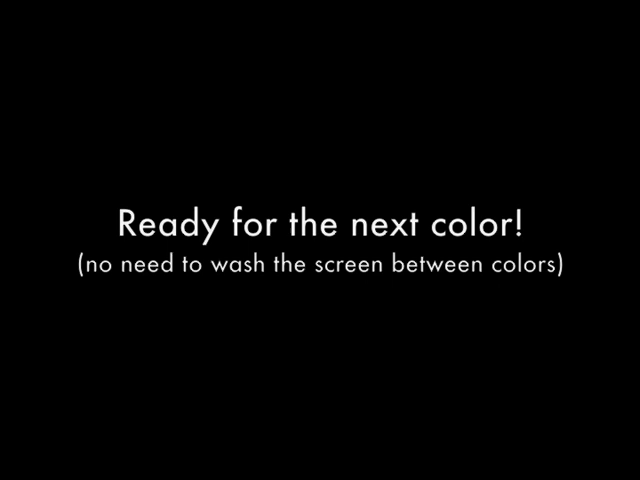 Ready for the next color!
(no need to wash the screen between colors)